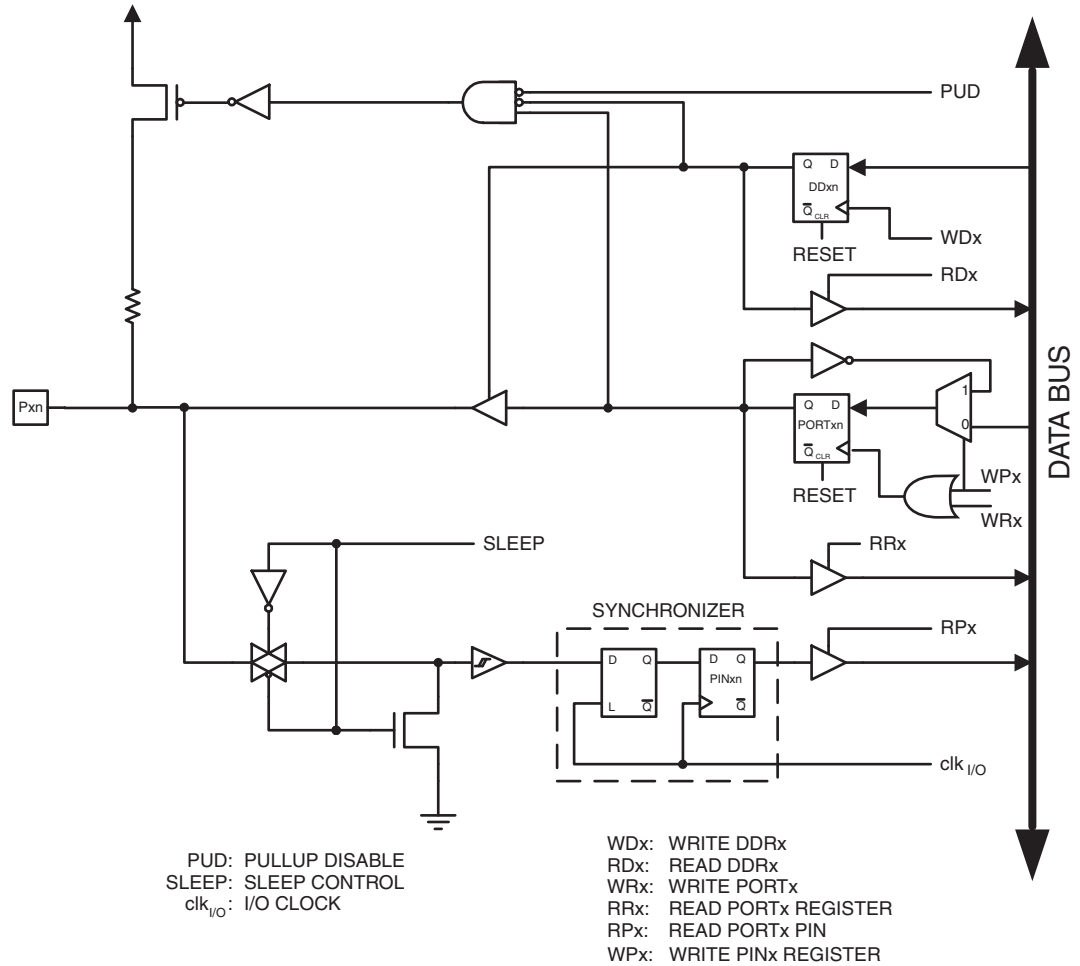 PUD
Q D
DDxn
Q CLR
WDx
RESET
RDx
Pxn
1
Q D
PORTxn
0
Q CLR
WPx
RESET
WRx
DATA BUS
SLEEP
RRx
SYNCHRONIZER
RPx
D Q
D Q
PINxn
L Q
Q
clk I/O
PUD: PULLUP DISABLE
SLEEP: SLEEP CONTROL
clk I/O: I/O CLOCK
WDx: WRITE DDRx
RDx: READ DDRx
WRx: WRITE PORTx
RRx: READ PORTx REGISTER
RPx: READ PORTx PIN
WPx: WRITE PINx REGISTER